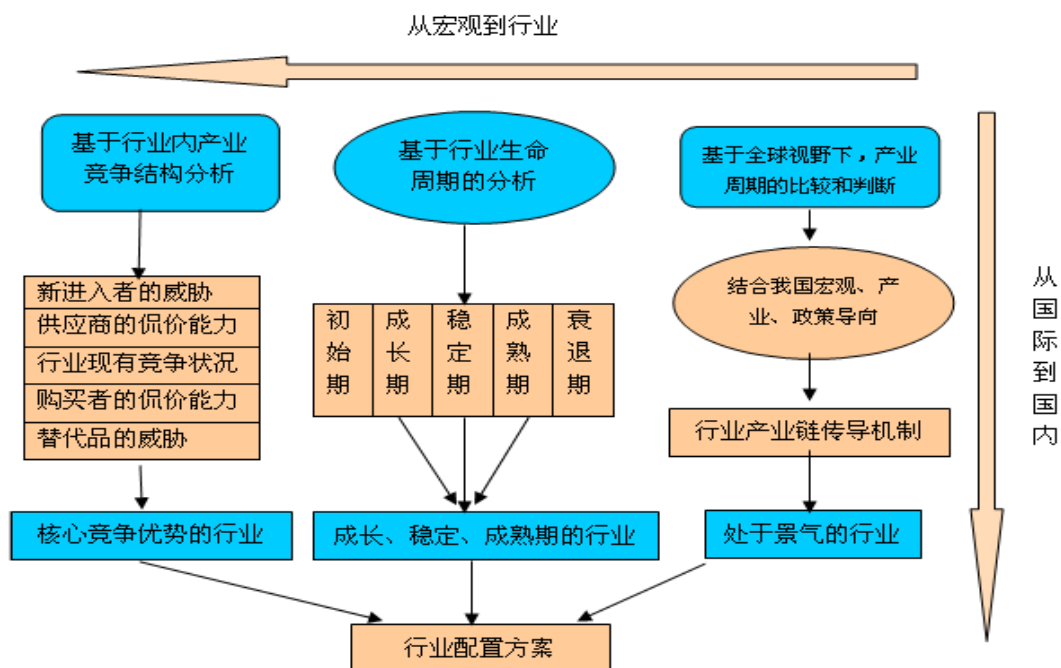 从宏观到行业
基于行业内产业
竞争结构分析
基于行业生命
周期的分析
基于全球视野下，产业
周期的比较和判断
新进入者的威胁
供应商的侃价能力
行业现有竞争状况
购买者的侃价能力
替代品的威胁
初始期
成长期
稳定期
成熟期
衰退期
结合我国宏观、产
业、政策导向
行业产业链传导机制
从国际到国内
核心竞争优势的行业
成长、稳定、成熟期的行业
处于景气的行业
行业配置方案